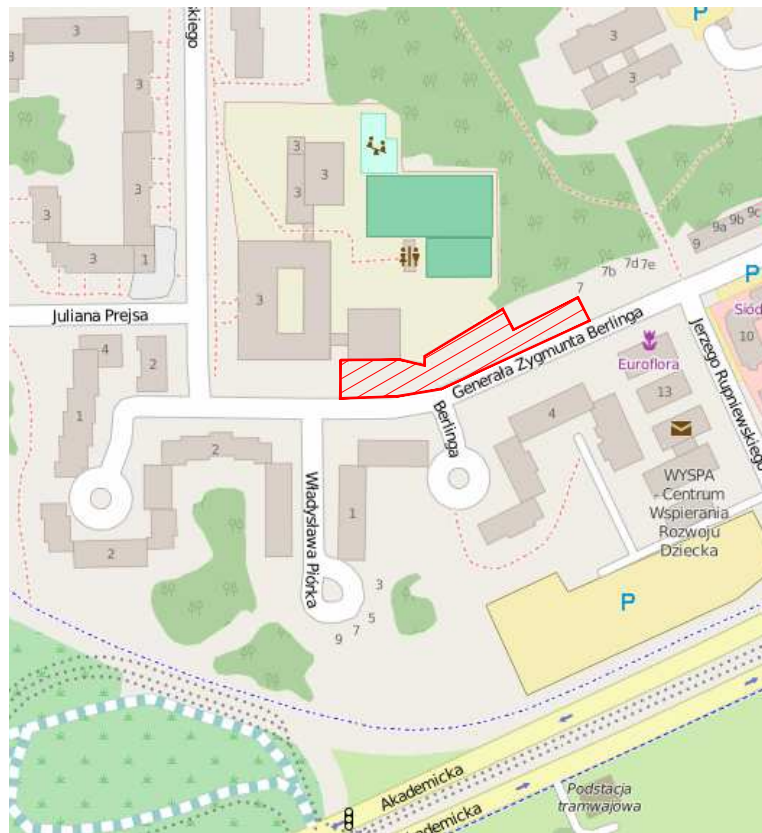 P
3
skiego
3
3
3
3
3
3
3
3
9c
9b
9a
9
7e
7d
7b
7
3
1
3
P
Juliana Prejsa
Generała Zygmunta Berlinga
Siód
10
Euroflora
Jerzego Rupniewskiego
4
2
13
Berlinga
4
1
2
WYSPA
- Centrum
Wspierania
Rozwoju
Dziecka
Władysława Piórka
1
2
3
5
7
9
P
Akademicka
Podstacja
tramwajowa
Akademicka